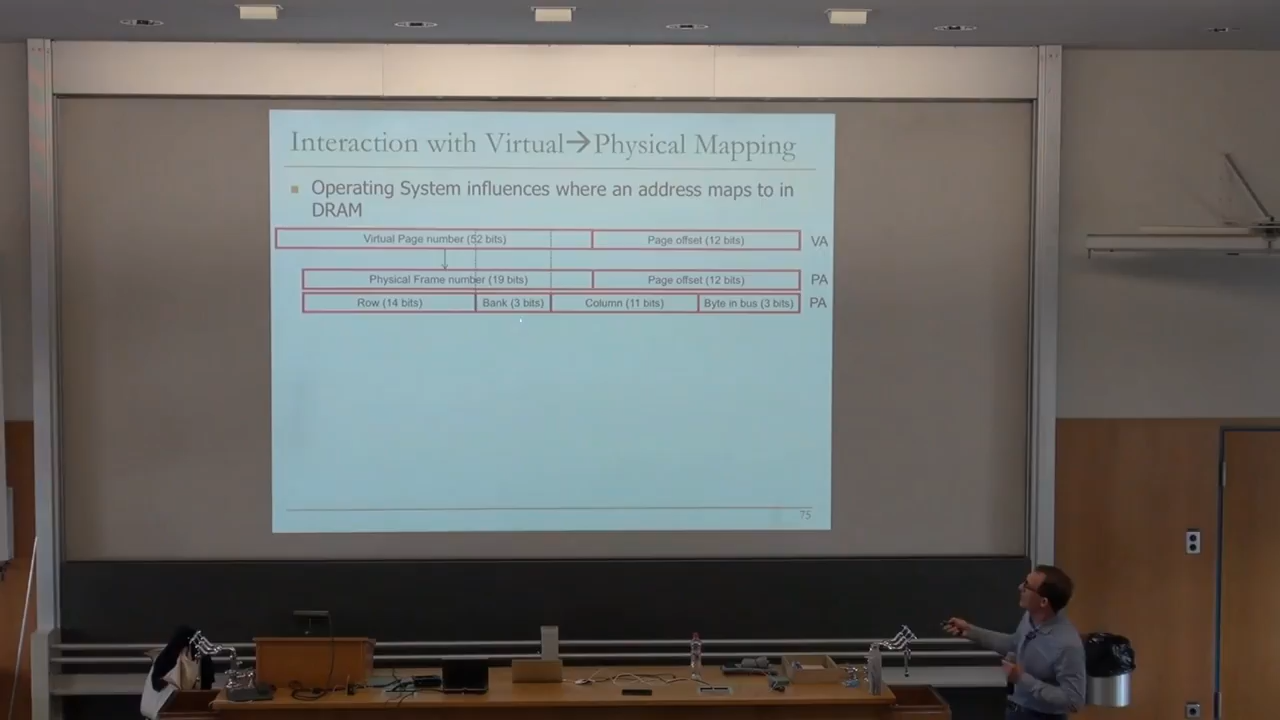 Interaction with Virtual→Physical Mapping
Operating System influences where an address maps to in
DRAM
Virtual Page number (52 bits) Page offset (12 bits) VA
Physical Frame number (19 bits) Page offset (12 bits) PA
Row (14 bits) Bank (3 bits) Column (11 bits) Byte in bus (3 bits) PA
75